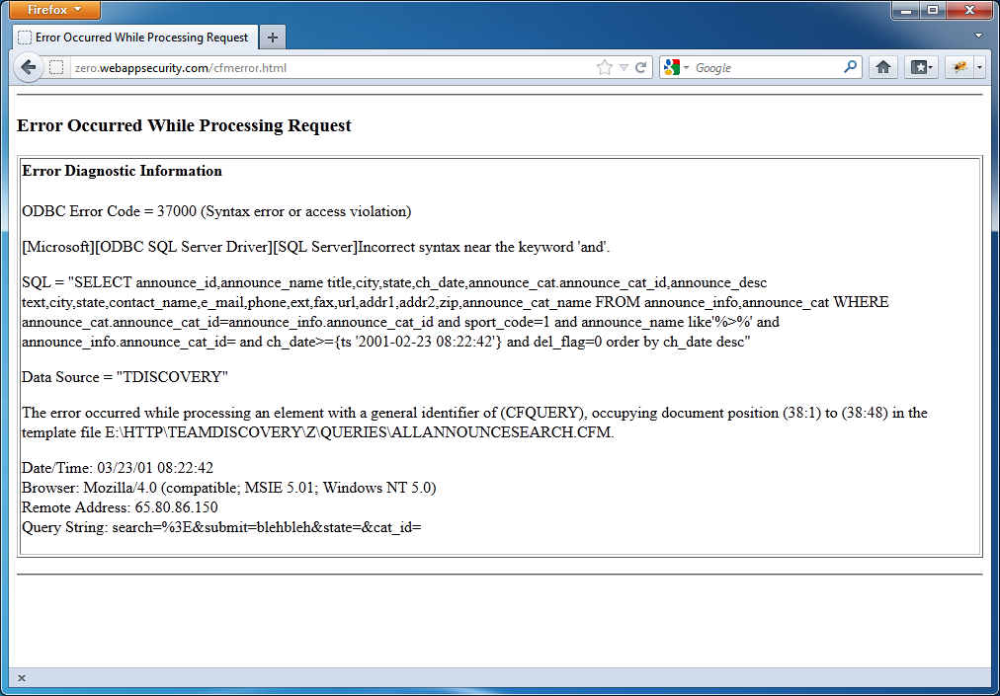 Firefox
Error Occurred While Processing Request
zero.webappsecurity.com/cfmerror.html
Google
Error Occurred While Processing Request
Error Diagnostic Information
ODBC Error Code = 37000 (Syntax error or access violation)
[Microsoft][ODBC SQL Server Driver][SQL Server]Incorrect syntax near the keyword 'and'.
SQL = "SELECT announce_id,announce_name title,city,state,ch_date,announce_cat.announce_cat_id,announce_desc
text,city,state,contact_name,e_mail,phone,ext,fax,url,addr1,addr2,zip,announce_cat_name FROM announce_info,announce_cat WHERE
announce_cat.announce_cat_id=announce_info.announce_cat_id and sport_code=1 and announce_name like'%>%' and
announce_info.announce_cat_id= and ch_date>={ts '2001-02-23 08:22:42'} and del_flag=0 order by ch_date desc"
Data Source = "TDISCOVERY"
The error occurred while processing an element with a general identifier of (CFQUERY), occupying document position (38:1) to (38:48) in the
template file E:\HTTP\TEAMDISCOVERY\Z\QUERIES\ALLANNOUNCESEARCH.CFM.
Date/Time: 03/23/01 08:22:42
Browser: Mozilla/4.0 (compatible; MSIE 5.01; Windows NT 5.0)
Remote Address: 65.80.86.150
Query String: search=%3E&submit=blehbleh&state=&cat_id=